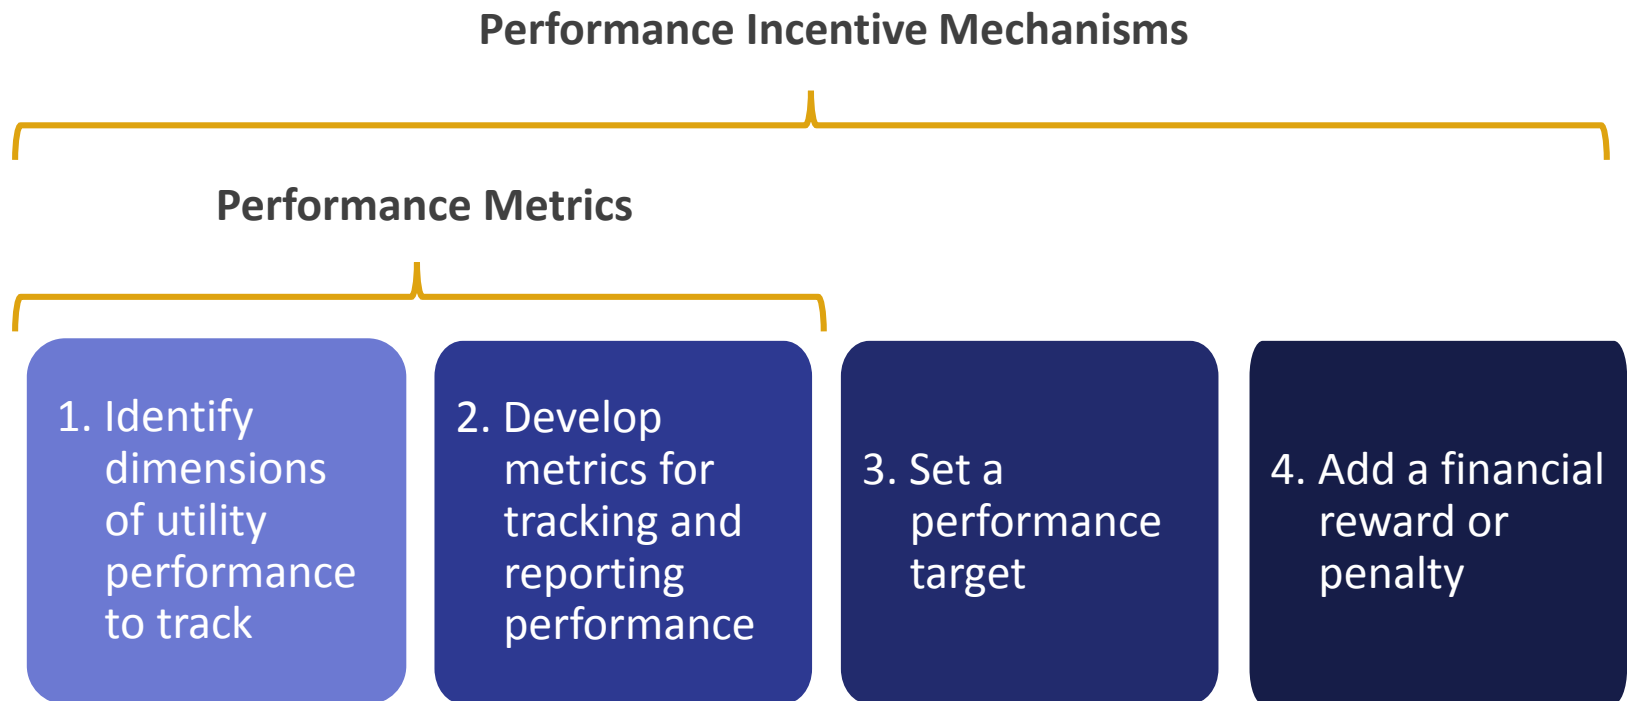 Performance Incentive Mechanisms
Performance Metrics
1. Identify
dimensions
of utility
performance
to track
2. Develop
metrics for
tracking and
reporting
performance
3. Set a
performance
target
4. Add a financial
reward or
penalty